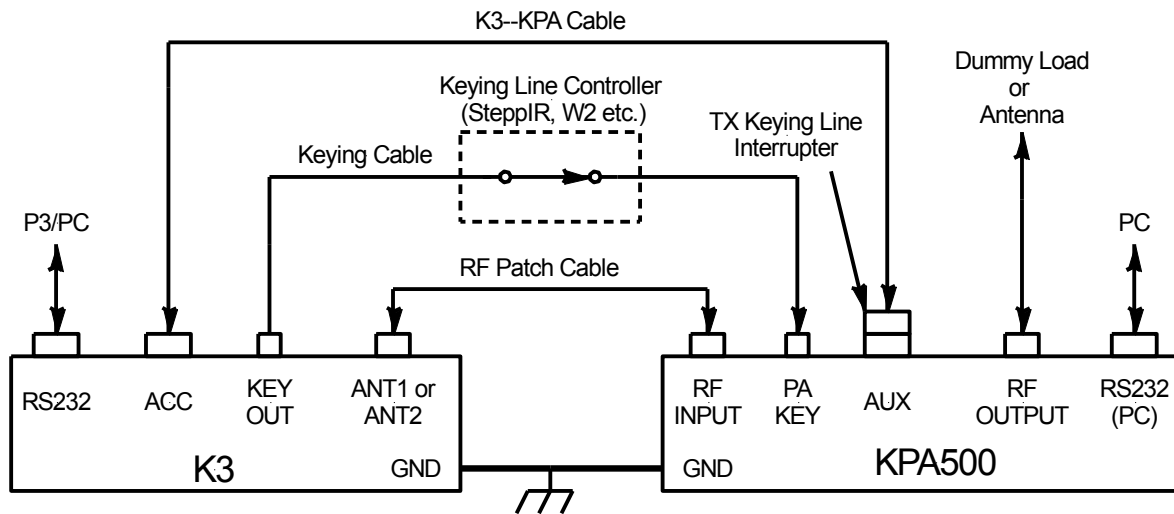 K3--KPA Cable
Keying Line Controller
(SteppIR, W2 etc.)
Keying Cable
TX Keying Line
Interrupter
Dummy Load
or
Antenna
P3/PC
RF Patch Cable
PC
RS232
ACC
KEY
OUT
ANT1 or
ANT2
GND
K3
RF
INPUT
PA
KEY
AUX
RF
OUTPUT
RS232
(PC)
GND
KPA500